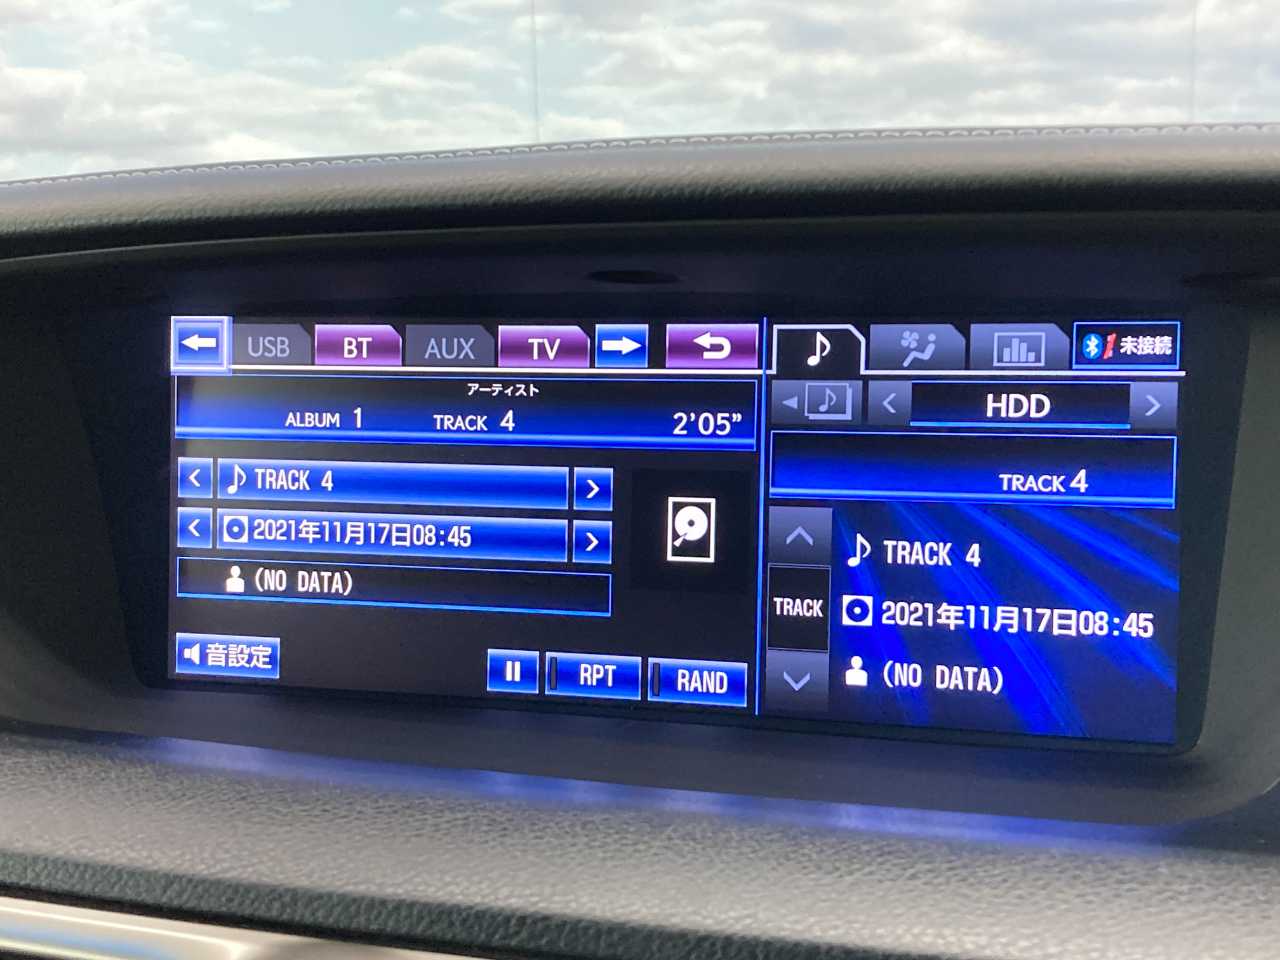 USB BT AUX TV
アーティスト
ALBUM 1 TRACK 4 2'05"
TRACK 4
2021年11月17日08:45
(NO DATA)
音設定
RPT RAND
未接続
HDD
TRACK 4
TRACK
TRACK 4
2021年11月17日08:45
(NO DATA)